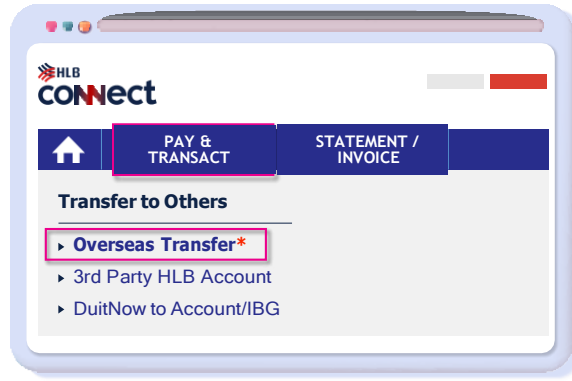 HLB
CONNect
PAY &
TRANSACT
STATEMENT /
INVOICE
Transfer to Others
Overseas Transfer*
3rd Party HLB Account
DuitNow to Account/IBG